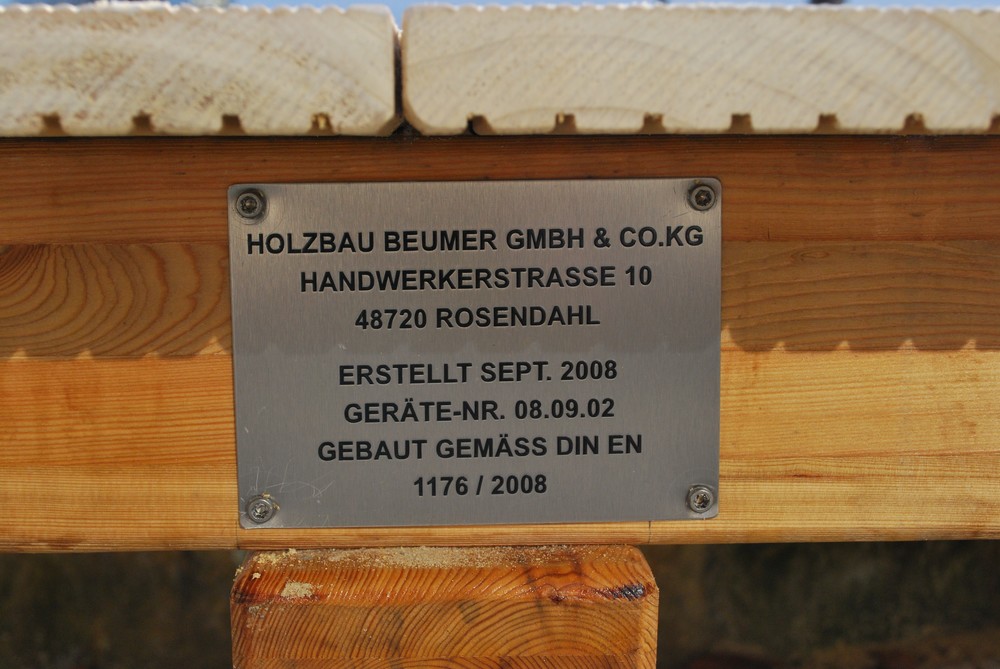 HOLZBAU BEUMER GMBH & CO.KG
HANDWERKERSTRASSE 10
48720 ROSENDAHL
ERSTELLT SEPT. 2008
GERÄTE-NR. 08.09.02
GEBAUT GEMÄSS DIN EN
1176 / 2008